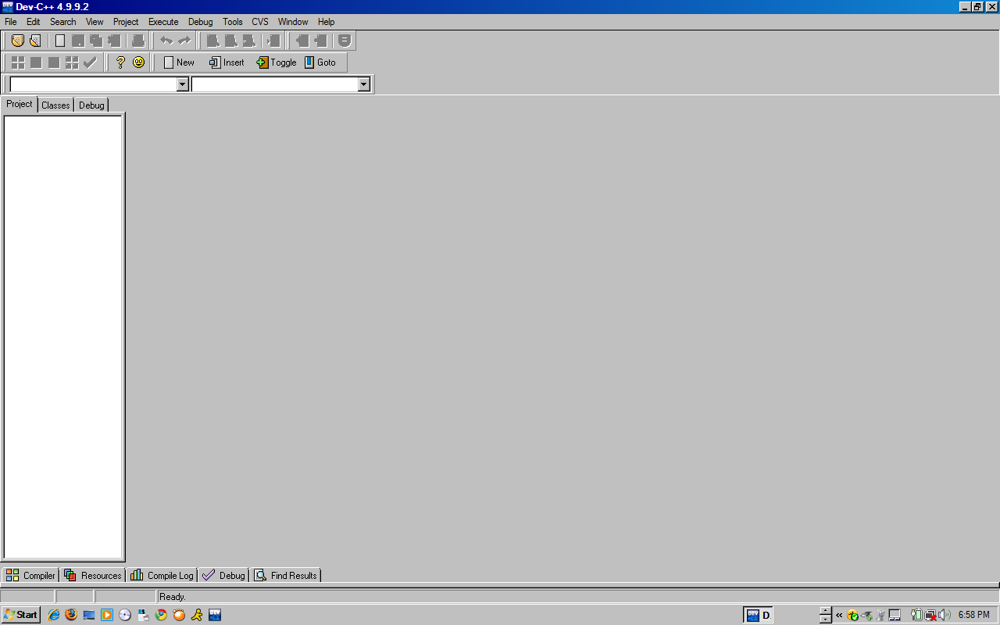 Dev-C++ 4.9.9.2
File Edit Search View Project Execute Debug Tools CVS Window Help
New Insert Toggle Goto
Project Classes Debug
Compiler Resources Compile Log Debug Find Results
Ready.
Start D 6:58 PM